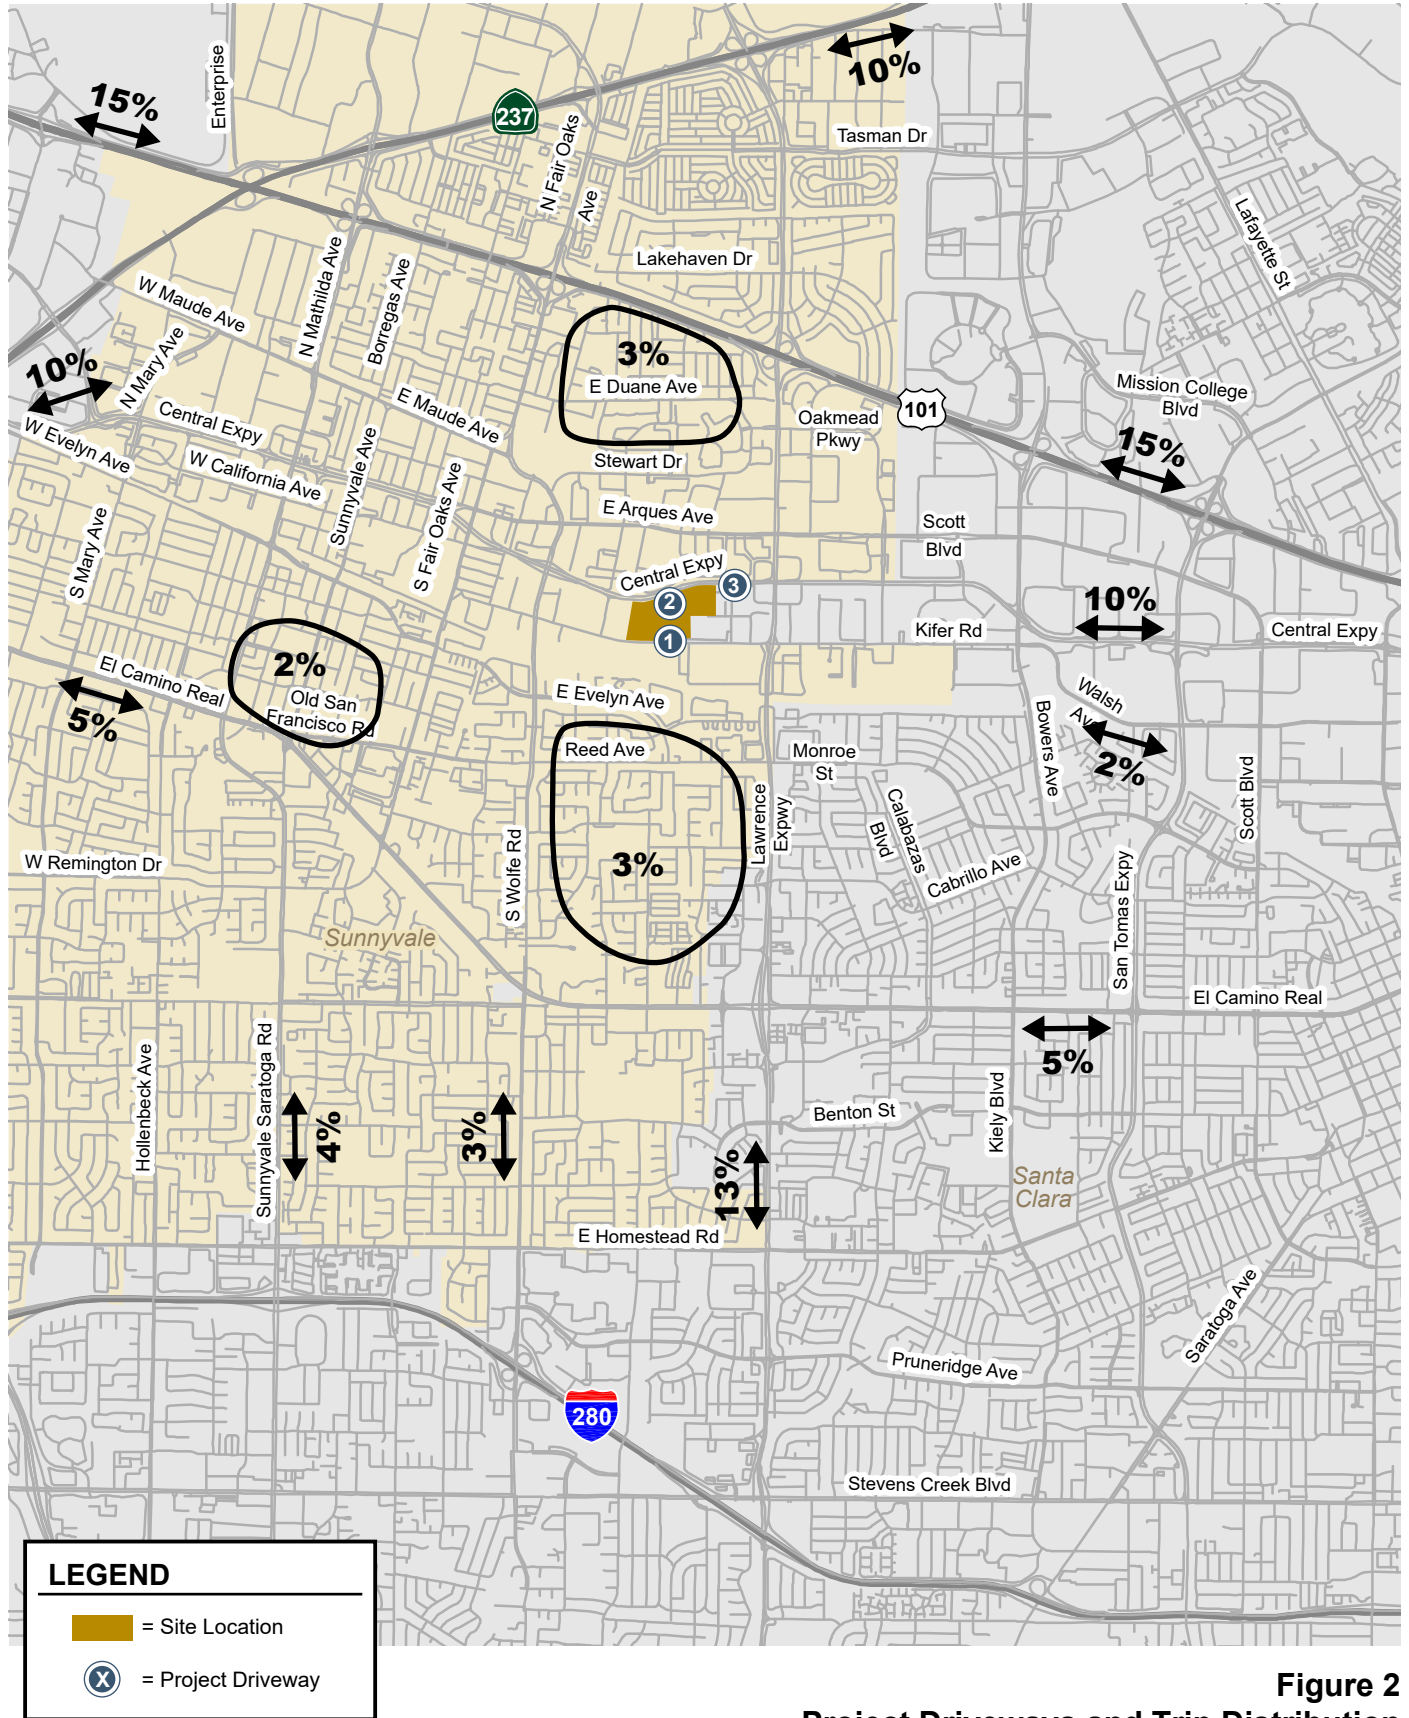 10%
15%
Enterprise
237
N Fair Oaks
Ave
Tasman Dr
Lafayette St
Lakehaven Dr
W Maude Ave
N Mathilda Ave
Borregas Ave
N Mary Ave
10%
3%
E Duane Ave
101
Mission College
Blvd
Oakmead
Pkwy
E Maude Ave
Central Expy
W Evelyn Ave
W California Ave
Sunnyvale Ave
S Fair Oaks Ave
Stewart Dr
15%
E Arques Ave
Scott
Blvd
S Mary Ave
Central Expy
3
2
1
10%
Kifer Rd
Central Expy
2%
Old San
Francisco Rd
El Camino Real
5%
E Evelyn Ave
Walsh
Ave
2%
Bowers Ave
Reed Ave
Monroe
St
Lawrence
Expwy
Calabazas
Blvd
Scott Blvd
W Remington Dr
S Wolfe Rd
3%
Cabrillo Ave
San Tomas Expy
Sunnyvale
El Camino Real
5%
Hollenbeck Ave
Sunnyvale Saratoga Rd
4%
3%
13%
Benton St
Kiely Blvd
Santa
Clara
E Homestead Rd
Saratoga Ave
Pruneridge Ave
280
Stevens Creek Blvd
LEGEND
= Site Location
X = Project Driveway
Figure 2
Project Driveways and Trip Distribution